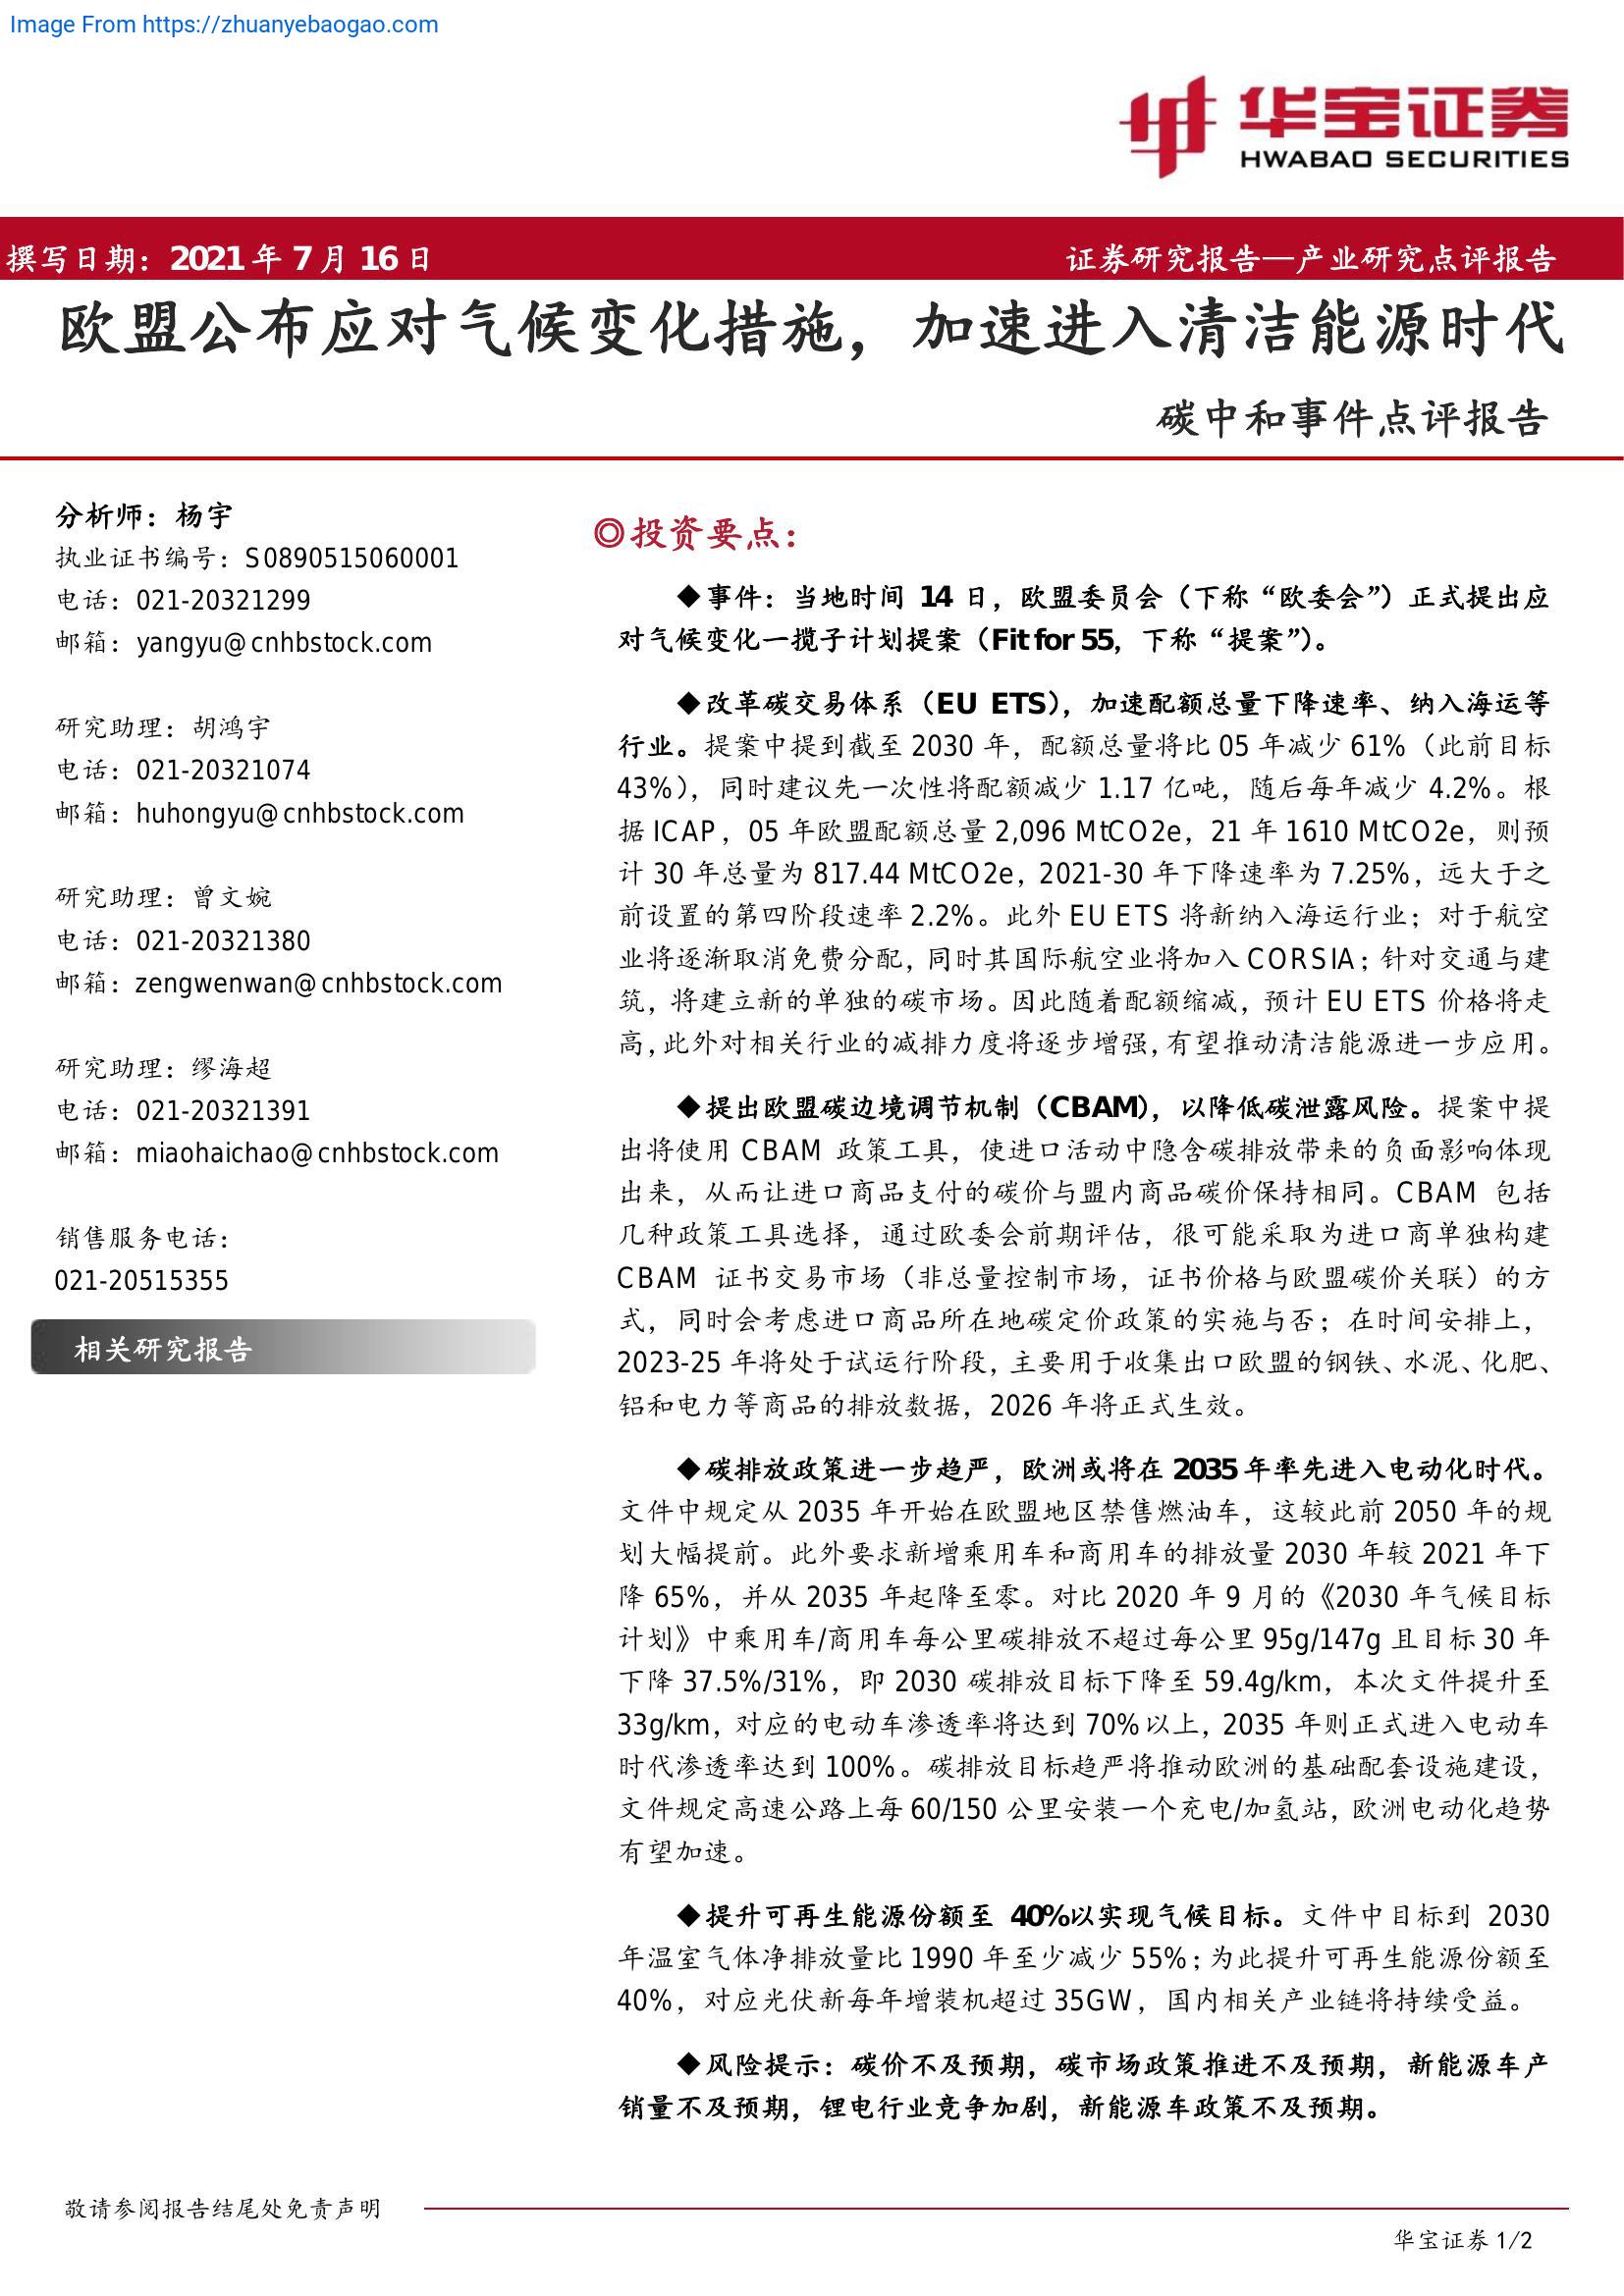 Image From https://zhuanyebaogao.com
华宝证券
HWABAO SECURITIES
撰写日期：2021 年 7 月 16 日
证券研究报告—产业研究点评报告
欧盟公布应对气候变化措施，加速进入清洁能源时代
碳中和事件点评报告
分析师：杨宇
执业证书编号：S0890515060001
电话：021-20321299
邮箱：yangyu@cnhbstock.com
研究助理：胡鸿宇
电话：021-20321074
邮箱：huhongyu@cnhbstock.com
研究助理：曾文婉
电话：021-20321380
邮箱：zengwenwan@cnhbstock.com
研究助理：缪海超
电话：021-20321391
邮箱：miaohaichao@cnhbstock.com
销售服务电话：
021-20515355
相关研究报告
◎投资要点：
◆事件：当地时间 14 日，欧盟委员会（下称“欧委会”）正式提出应
对气候变化一揽子计划提案（Fit for 55，下称“提案”）。
◆改革碳交易体系（EU ETS），加速配额总量下降速率、纳入海运等
行业。提案中提到截至 2030 年，配额总量将比 05 年减少 61%（此前目标
43%），同时建议先一次性将配额减少 1.17 亿吨，随后每年减少 4.2%。根
据 ICAP，05 年欧盟配额总量 2,096 MtCO2e，21 年 1610 MtCO2e，则预
计 30 年总量为 817.44 MtCO2e，2021-30 年下降速率为 7.25%，远大于之
前设置的第四阶段速率 2.2%。此外 EU ETS 将新纳入海运行业；对于航空
业将逐渐取消免费分配，同时其国际航空业将加入 CORSIA；针对交通与建
筑，将建立新的单独的碳市场。因此随着配额缩减，预计 EU ETS 价格将走
高，此外对相关行业的减排力度将逐步增强，有望推动清洁能源进一步应用。
◆提出欧盟碳边境调节机制（CBAM），以降低碳泄露风险。提案中提
出将使用 CBAM 政策工具，使进口活动中隐含碳排放带来的负面影响体现
出来，从而让进口商品支付的碳价与盟内商品碳价保持相同。CBAM 包括
几种政策工具选择，通过欧委会前期评估，很可能采取为进口商单独构建
CBAM 证书交易市场（非总量控制市场，证书价格与欧盟碳价关联）的方
式，同时会考虑进口商品所在地碳定价政策的实施与否；在时间安排上，
2023-25 年将处于试运行阶段，主要用于收集出口欧盟的钢铁、水泥、化肥、
铝和电力等商品的排放数据，2026 年将正式生效。
◆碳排放政策进一步趋严，欧洲或将在 2035 年率先进入电动化时代。
文件中规定从 2035 年开始在欧盟地区禁售燃油车，这较此前 2050 年的规
划大幅提前。此外要求新增乘用车和商用车的排放量 2030 年较 2021 年下
降 65%，并从 2035 年起降至零。对比 2020 年 9 月的《2030 年气候目标
计划》中乘用车/商用车每公里碳排放不超过每公里 95g/147g 且目标 30 年
下降 37.5%/31%，即 2030 碳排放目标下降至 59.4g/km，本次文件提升至
33g/km，对应的电动车渗透率将达到 70%以上，2035 年则正式进入电动车
时代渗透率达到 100%。碳排放目标趋严将推动欧洲的基础配套设施建设，
文件规定高速公路上每 60/150 公里安装一个充电/加氢站，欧洲电动化趋势
有望加速。
◆提升可再生能源份额至 40%以实现气候目标。文件中目标到 2030
年温室气体净排放量比 1990 年至少减少 55%；为此提升可再生能源份额至
40%，对应光伏新每年增装机超过 35GW，国内相关产业链将持续受益。
◆风险提示：碳价不及预期，碳市场政策推进不及预期，新能源车产
销量不及预期，锂电行业竞争加剧，新能源车政策不及预期。
敬请参阅报告结尾处免责声明
华宝证券 1/2